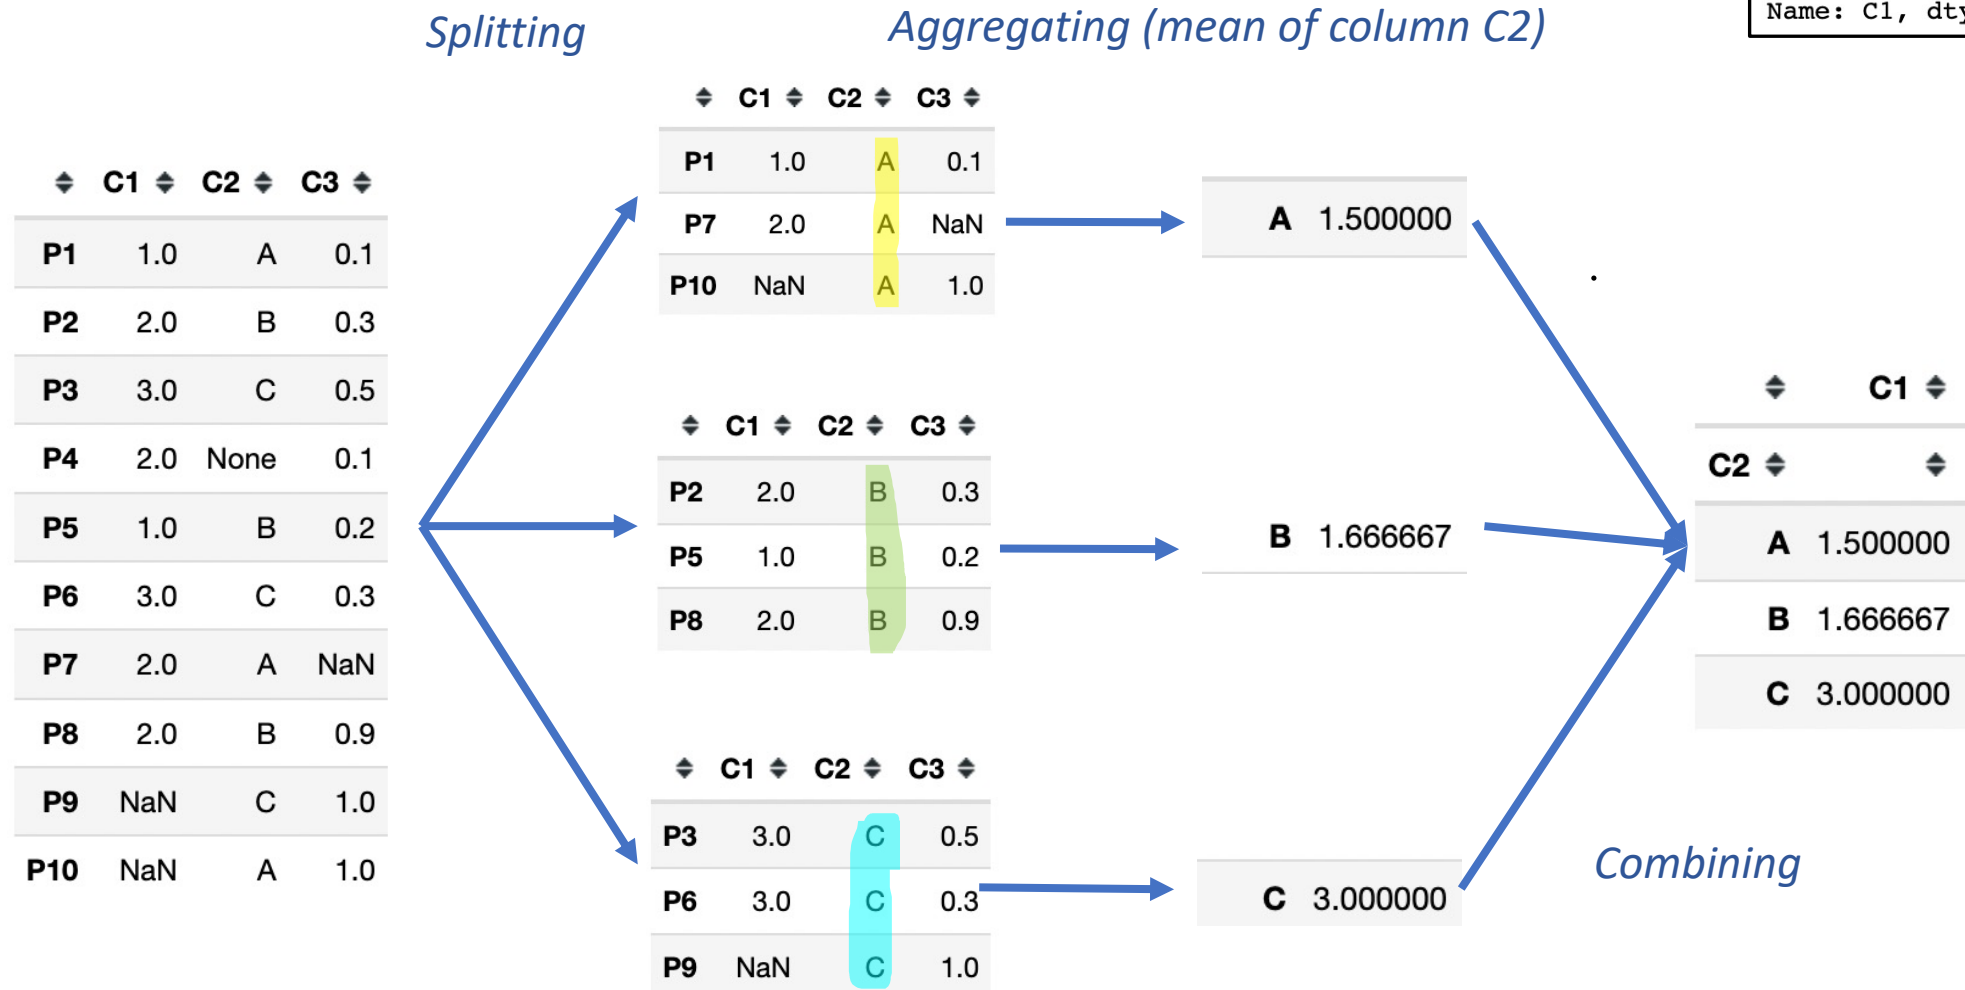 Splitting
Aggregating (mean of column C2)
Name: C1, dty
C1 C2 C3
P1 1.0 A 0.1
P2 2.0 B 0.3
P3 3.0 C 0.5
P4 2.0 None 0.1
P5 1.0 B 0.2
P6 3.0 C 0.3
P7 2.0 A NaN
P8 2.0 B 0.9
P9 NaN C 1.0
P10 NaN A 1.0
C1 C2 C3
P1 1.0 A 0.1
P7 2.0 A NaN
P10 NaN A 1.0
C1 C2 C3
P2 2.0 B 0.3
P5 1.0 B 0.2
P8 2.0 B 0.9
C1 C2 C3
P3 3.0 C 0.5
P6 3.0 C 0.3
P9 NaN C 1.0
A 1.500000
B 1.666667
C 3.000000
.
C1
C2
A 1.500000
B 1.666667
C 3.000000
Combining